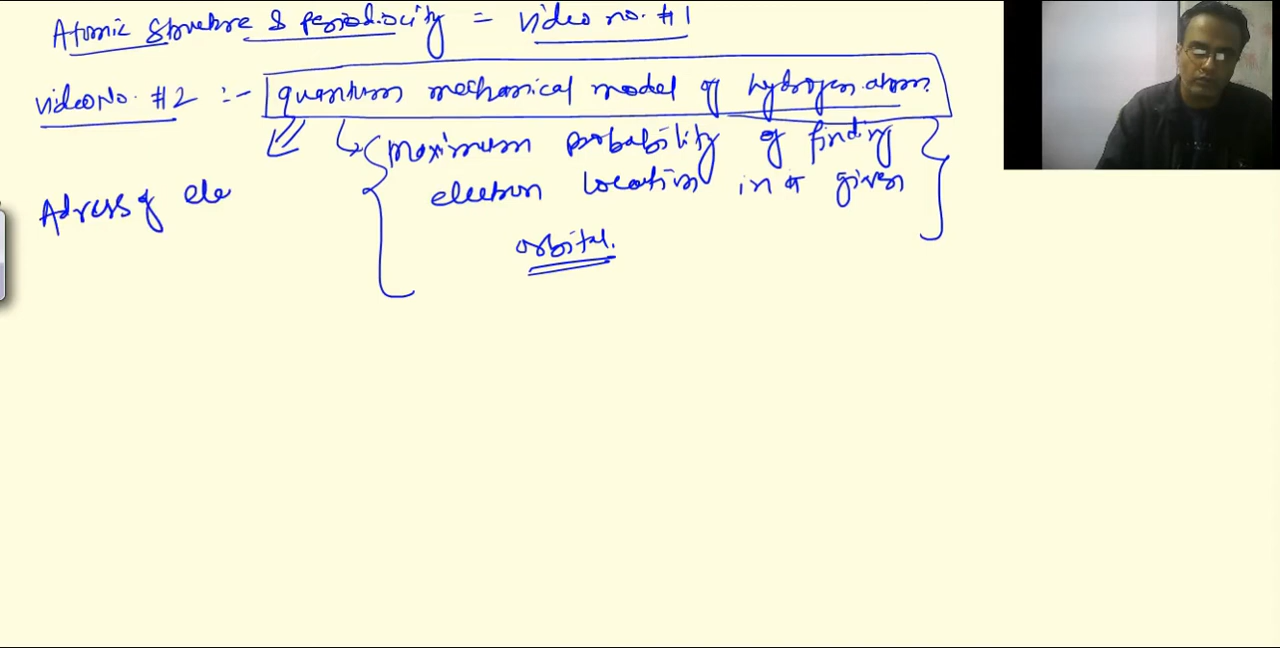 Atomic Structure & periodiocity = Video no. #1
Video No. #2 :- quantum mechanical model of hydrogen atom.
maximum probability of finding
electron location in a given
Adress of ele
orbital.